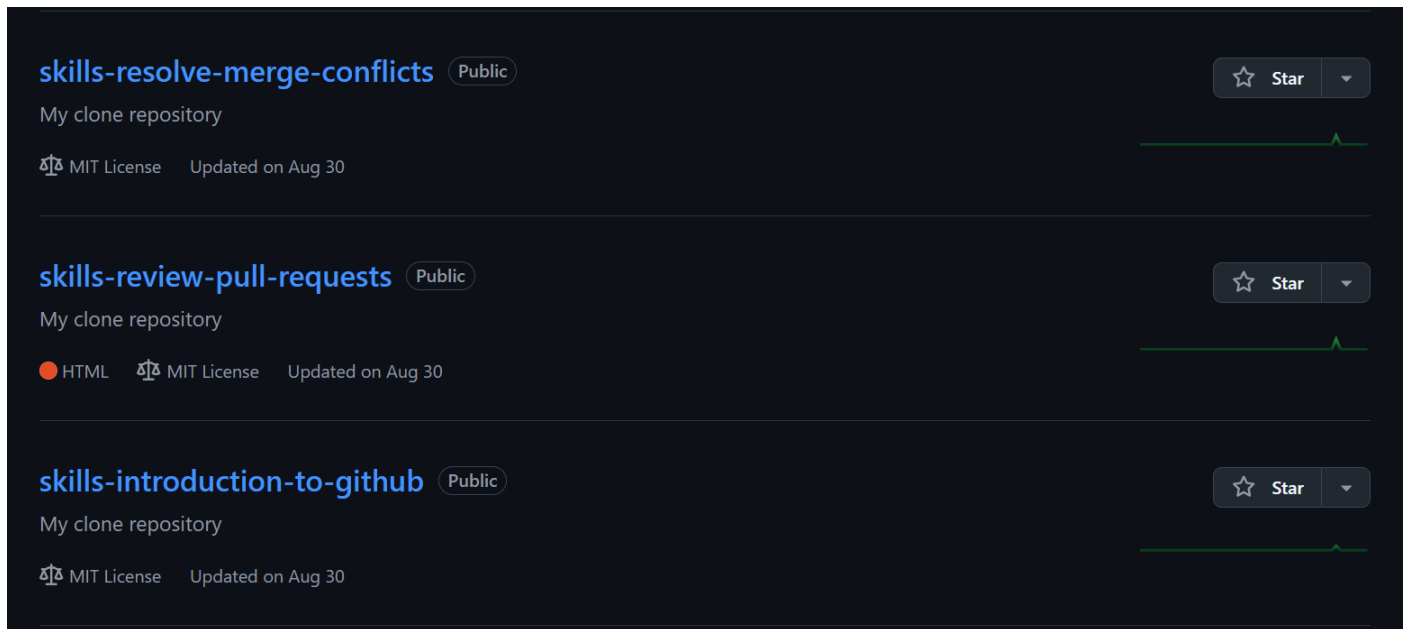 skills-resolve-merge-conflicts Public Star
My clone repository
MIT License Updated on Aug 30
skills-review-pull-requests Public Star
My clone repository
HTML MIT License Updated on Aug 30
skills-introduction-to-github Public Star
My clone repository
MIT License Updated on Aug 30